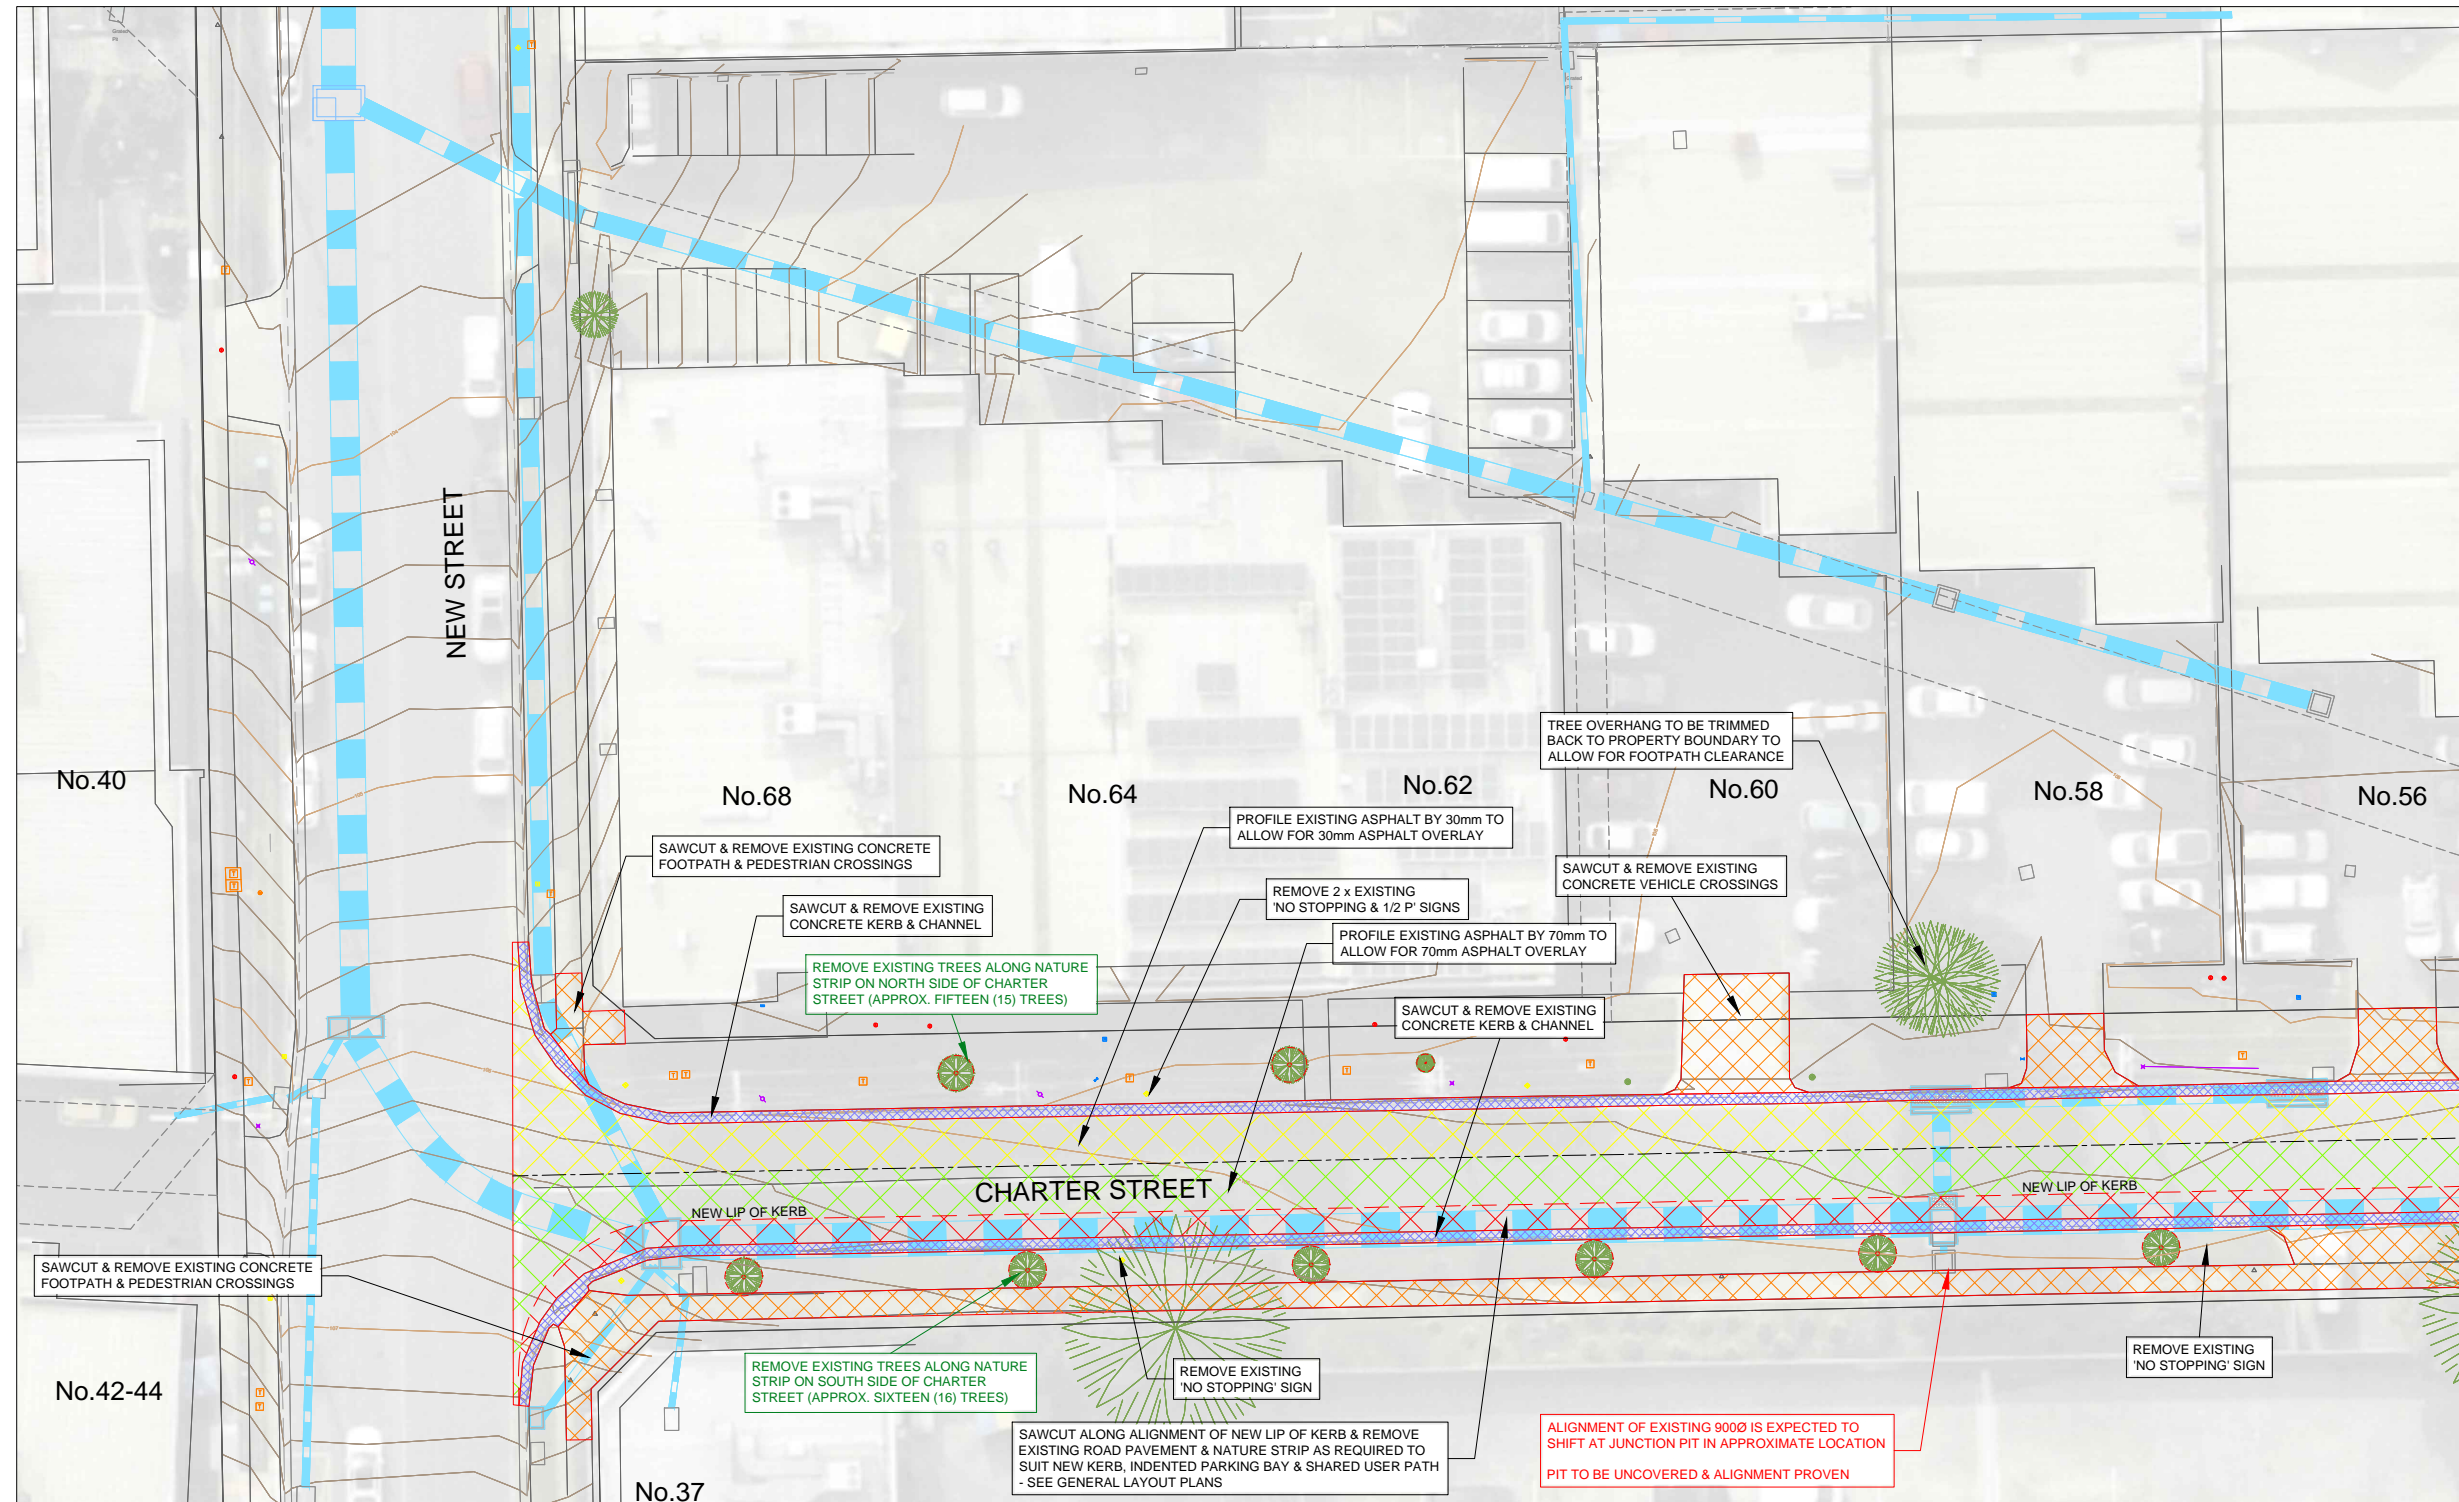 NEW STREET
No.40
No.68
No.64
No.62
No.60
No.58
No.56
TREE OVERHANG TO BE TRIMMED
BACK TO PROPERTY BOUNDARY TO
ALLOW FOR FOOTPATH CLEARANCE
PROFILE EXISTING ASPHALT BY 30mm TO
ALLOW FOR 30mm ASPHALT OVERLAY
SAWCUT & REMOVE EXISTING CONCRETE
FOOTPATH & PEDESTRIAN CROSSINGS
SAWCUT & REMOVE EXISTING
CONCRETE VEHICLE CROSSINGS
REMOVE 2 x EXISTING
'NO STOPPING & 1/2 P' SIGNS
SAWCUT & REMOVE EXISTING
CONCRETE KERB & CHANNEL
PROFILE EXISTING ASPHALT BY 70mm TO
ALLOW FOR 70mm ASPHALT OVERLAY
REMOVE EXISTING TREES ALONG NATURE
STRIP ON NORTH SIDE OF CHARTER
STREET (APPROX. FIFTEEN (15) TREES)
SAWCUT & REMOVE EXISTING
CONCRETE KERB & CHANNEL
CHARTER STREET
NEW LIP OF KERB
NEW LIP OF KERB
SAWCUT & REMOVE EXISTING CONCRETE
FOOTPATH & PEDESTRIAN CROSSINGS
REMOVE EXISTING
'NO STOPPING' SIGN
REMOVE EXISTING TREES ALONG NATURE
STRIP ON SOUTH SIDE OF CHARTER
STREET (APPROX. SIXTEEN (16) TREES)
REMOVE EXISTING
'NO STOPPING' SIGN
No.42-44
SAWCUT ALONG ALIGNMENT OF NEW LIP OF KERB & REMOVE
EXISTING ROAD PAVEMENT & NATURE STRIP AS REQUIRED TO
SUIT NEW KERB, INDENTED PARKING BAY & SHARED USER PATH
- SEE GENERAL LAYOUT PLANS
ALIGNMENT OF EXISTING 900Ø IS EXPECTED TO
SHIFT AT JUNCTION PIT IN APPROXIMATE LOCATION
PIT TO BE UNCOVERED & ALIGNMENT PROVEN
No.37